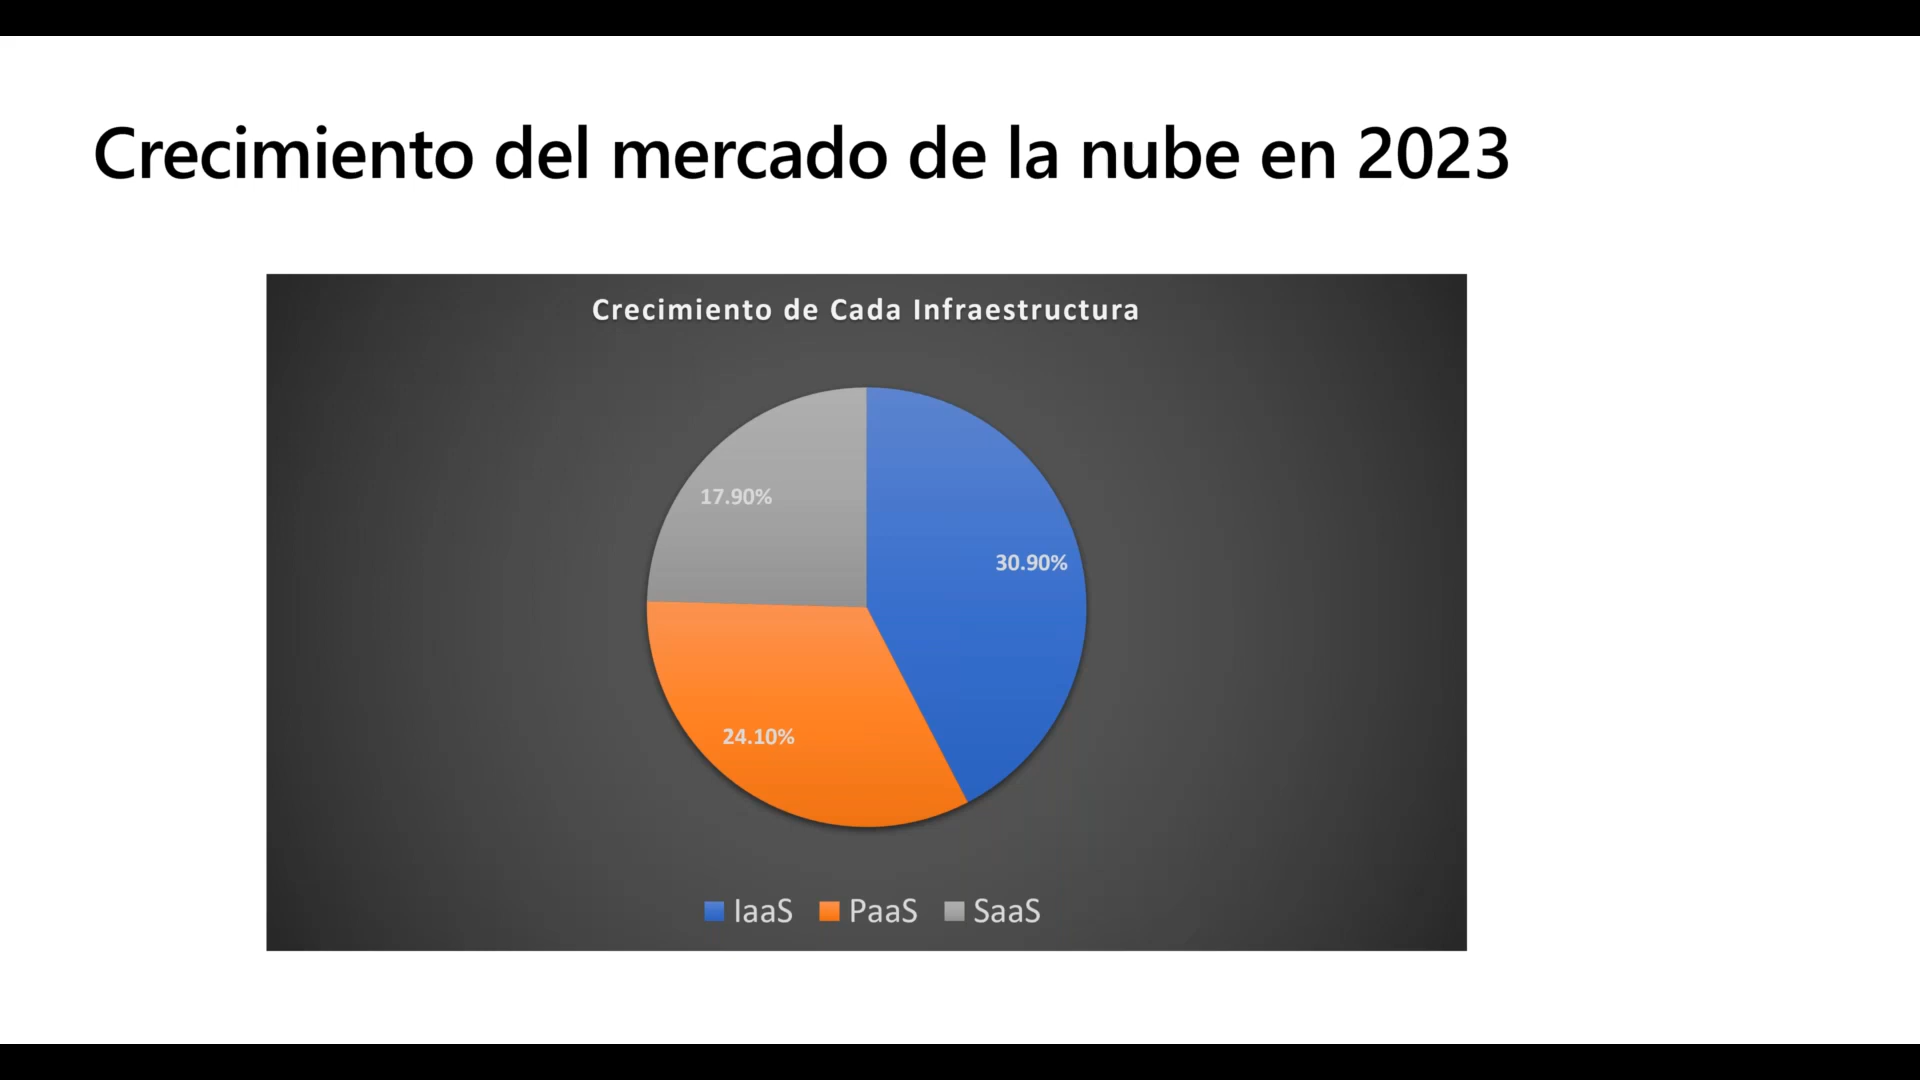 Crecimiento del mercado de la nube en 2023
Crecimiento de Cada Infraestructura
17.90%
30.90%
24.10%
IaaS PaaS SaaS